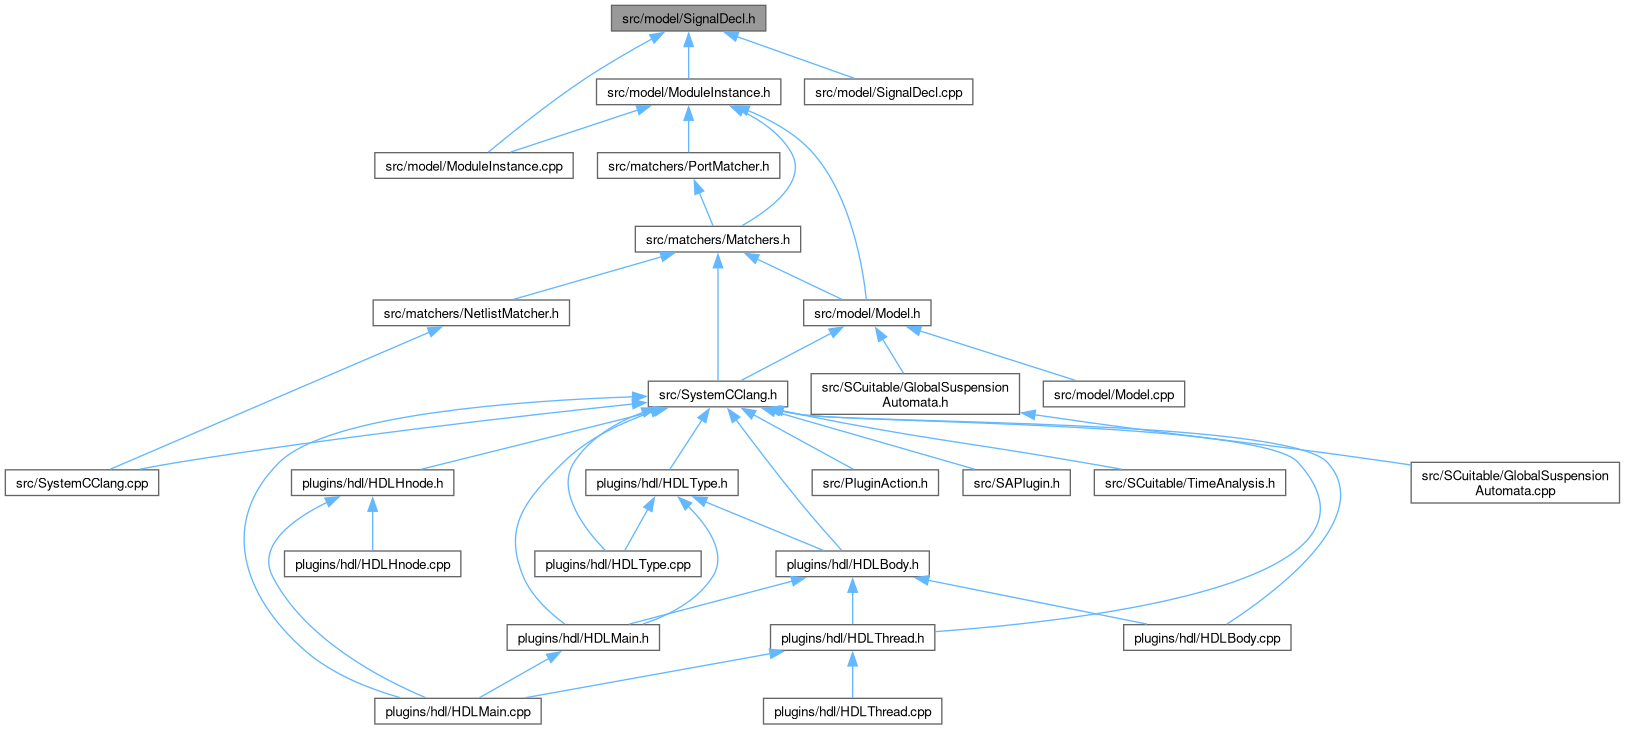 src/model/SignalDecl.h
src/model/ModuleInstance.h
src/model/SignalDecl.cpp
src/model/ModuleInstance.cpp
src/matchers/PortMatcher.h
src/matchers/Matchers.h
src/matchers/NetlistMatcher.h
src/model/Model.h
src/SystemCClang.h
src/SCuitable/GlobalSuspension
Automata.h
src/model/Model.cpp
src/SystemCClang.cpp
plugins/hdl/HDLHnode.h
plugins/hdl/HDLType.h
src/PluginAction.h
src/SAPlugin.h
src/SCuitable/TimeAnalysis.h
src/SCuitable/GlobalSuspension
Automata.cpp
plugins/hdl/HDLHnode.cpp
plugins/hdl/HDLType.cpp
plugins/hdl/HDLBody.h
plugins/hdl/HDLMain.h
plugins/hdl/HDLThread.h
plugins/hdl/HDLBody.cpp
plugins/hdl/HDLMain.cpp
plugins/hdl/HDLThread.cpp